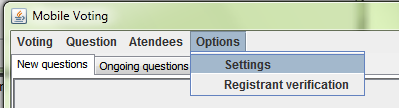 Mobile Voting
Voting Question Atendees Options
New questions Ongoing questions Settings
Registrant verification